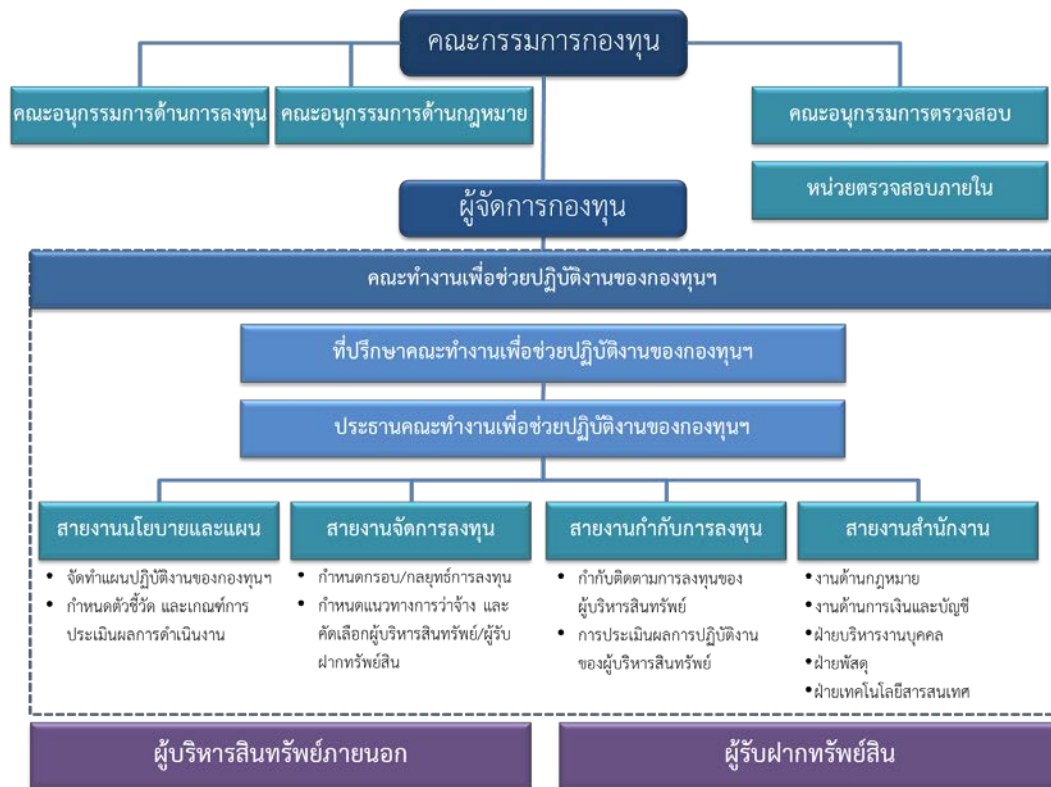 คณะกรรมการกองทุน
คณะอนุกรรมการด้านการลงทุน
คณะอนุกรรมการด้านกฎหมาย
คณะอนุกรรมการตรวจสอบ
หน่วยตรวจสอบภายใน
ผู้จัดการกองทุน
คณะทำงานเพื่อช่วยปฏิบัติงานของกองทุนฯ
ที่ปรึกษาคณะทำงานเพื่อช่วยปฏิบัติงานของกองทุนฯ
ประธานคณะทำงานเพื่อช่วยปฏิบัติงานของกองทุนฯ
สายงานนโยบายและแผน
• จัดทำแผนปฏิบัติงานของกองทุนฯ
• กำหนดตัวชี้วัด และเกณฑ์การ
ประเมินผลการดำเนินงาน
สายงานจัดการลงทุน
• กำหนดกรอบ/กลยุทธ์การลงทุน
• กำหนดแนวทางการว่าจ้าง และ
คัดเลือกผู้บริหารสินทรัพย์/ผู้รับ
ฝากทรัพย์สิน
สายงานกำกับการลงทุน
• กำกับติดตามการลงทุนของ
ผู้บริหารสินทรัพย์
• การประเมินผลการปฏิบัติงาน
ของผู้บริหารสินทรัพย์
สายงานสำนักงาน
•งานด้านกฎหมาย
•งานด้านการเงินและบัญชี
•ฝ่ายบริหารงานบุคคล
•ฝ่ายพัสดุ
•ฝ่ายเทคโนโลยีสารสนเทศ
ผู้บริหารสินทรัพย์ภายนอก
ผู้รับฝากทรัพย์สิน